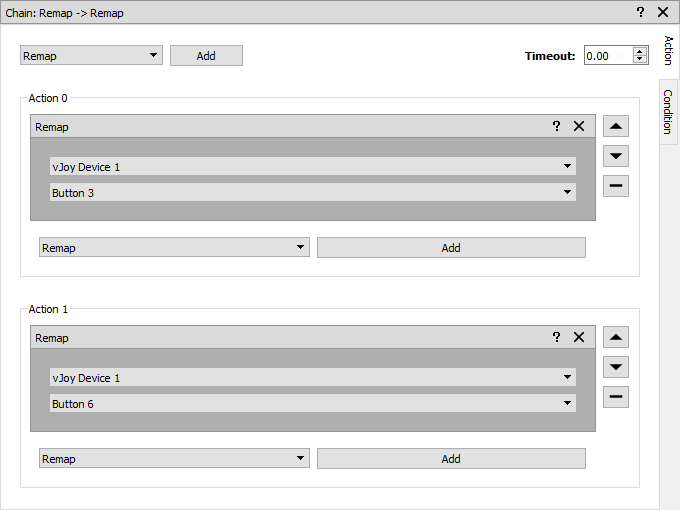 Chain: Remap -> Remap ?
Remap Add Timeout: 0.00
Action
Condition
Action 0
Remap ?
vJoy Device 1
Button 3
Remap Add
Action 1
Remap ?
vJoy Device 1
Button 6
Remap Add